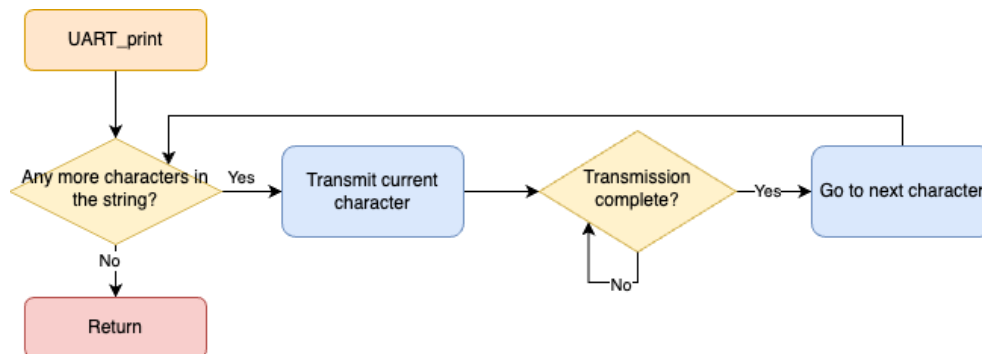 UART_print
Any more characters in
the string?
Yes
Transmit current
character
Transmission
complete?
Yes
Go to next character
No
No
Return